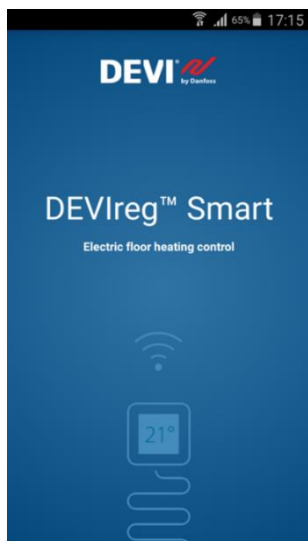 65% 17:15
DEVI®
by Danfoss
DEVIreg™ Smart
Electric floor heating control
21°